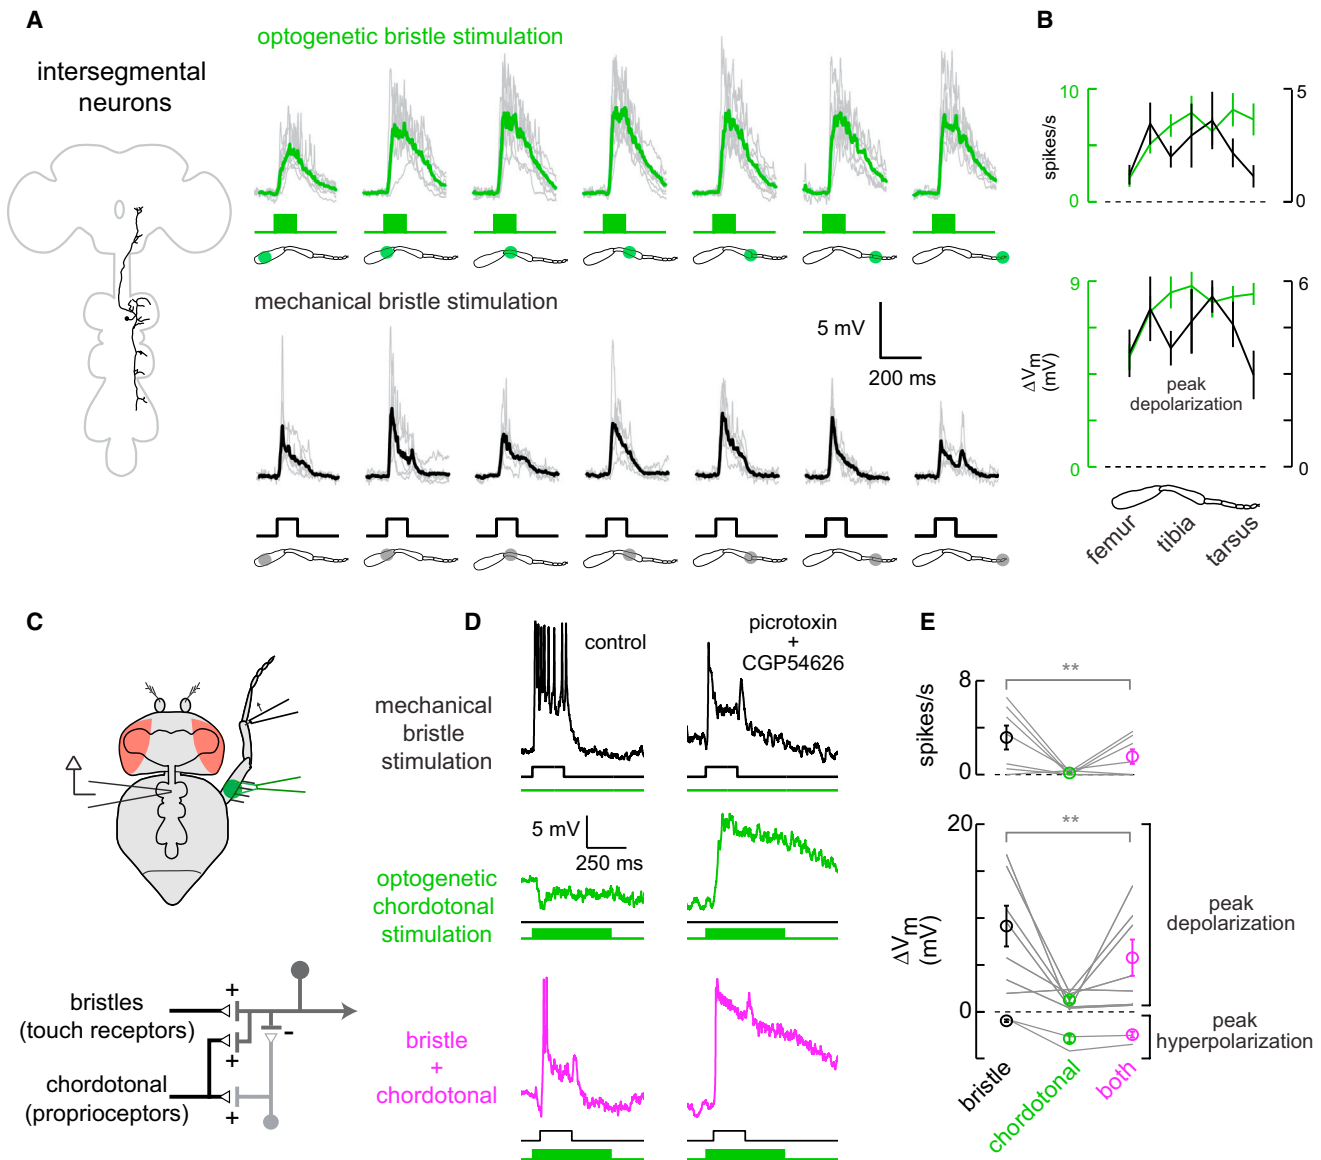 A
optogenetic bristle stimulation
intersegmental
neurons
mechanical bristle stimulation
5 mV
200 ms
B
10
0
spikes/s
5
0
9
0
ΔVm
(mV)
6
0
peak
depolarization
femur
tibia
tarsus
C
bristles
(touch receptors)
chordotonal
(proprioceptors)
+
+
+
-
D
control
picrotoxin
+
CGP54626
mechanical
bristle
stimulation
5 mV
250 ms
optogenetic
chordotonal
stimulation
bristle
+
chordotonal
E
**
8
0
spikes/s
**
20
0
ΔVm
(mV)
peak
depolarization
peak
hyperpolarization
bristle
chordotonal
both